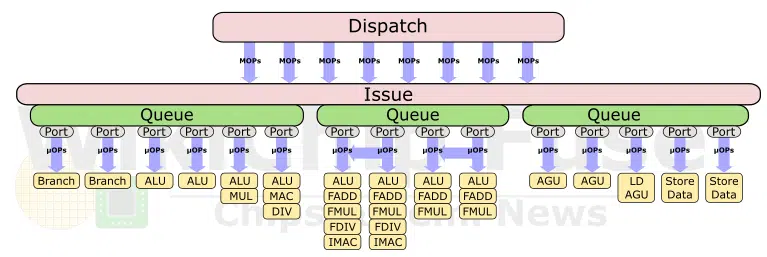 Dispatch
MOPs MOPs MOPs MOPs MOPs MOPs MOPs MOPs
Issue
Queue Queue Queue
Port Port Port Port Port Port Port Port Port Port Port Port Port Port Port
µOPs µOPs µOPs µOPs µOPs µOPs µOPs µOPs µOPs µOPs µOPs µOPs µOPs µOPs µOPs
Branch Branch ALU ALU ALU ALU ALU ALU ALU ALU AGU AGU LD Store Store
MUL MAC FADD FADD FADD FADD AGU Data Data
DIV FMUL FMUL FMUL FMUL
FDIV FDIV
IMAC IMAC
WikiChip Fuse
Chips & Semi News